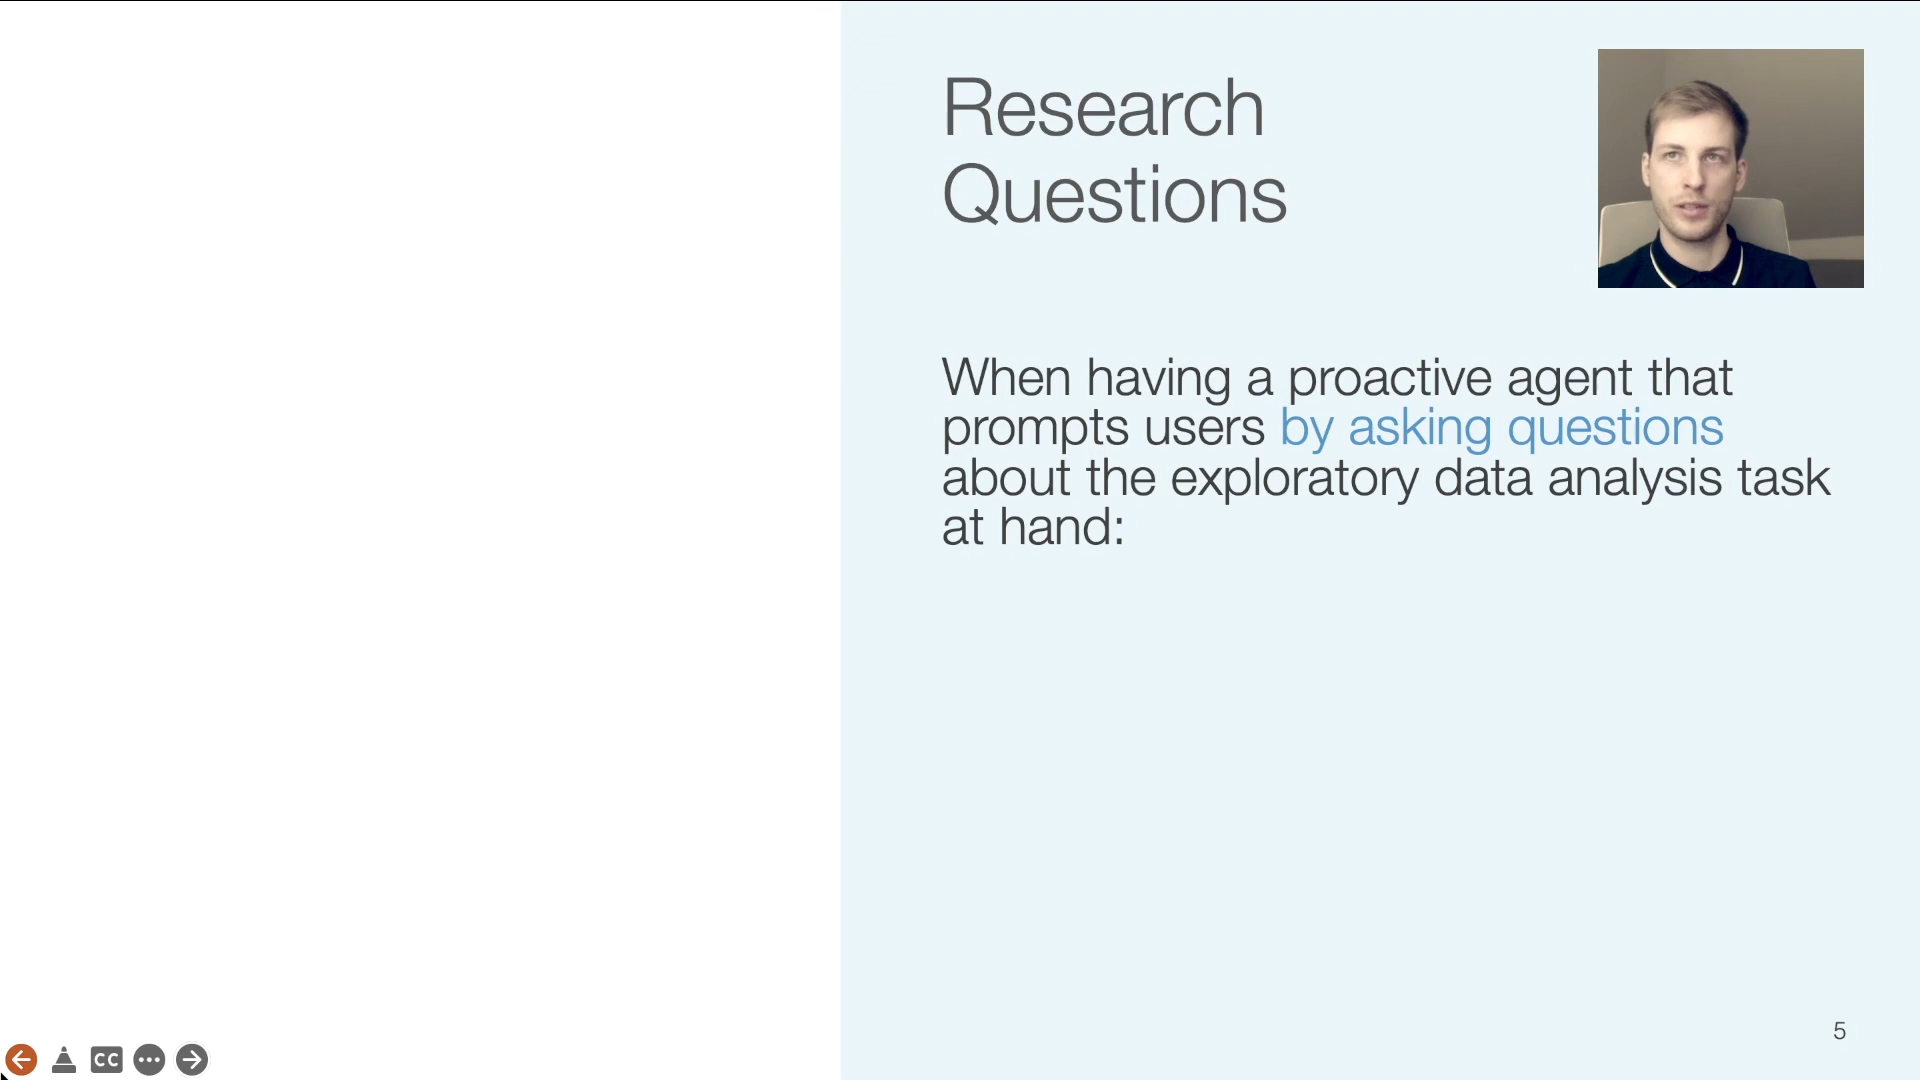 Research
Questions
When having a proactive agent that
prompts users by asking questions
about the exploratory data analysis task
at hand:
5
CC